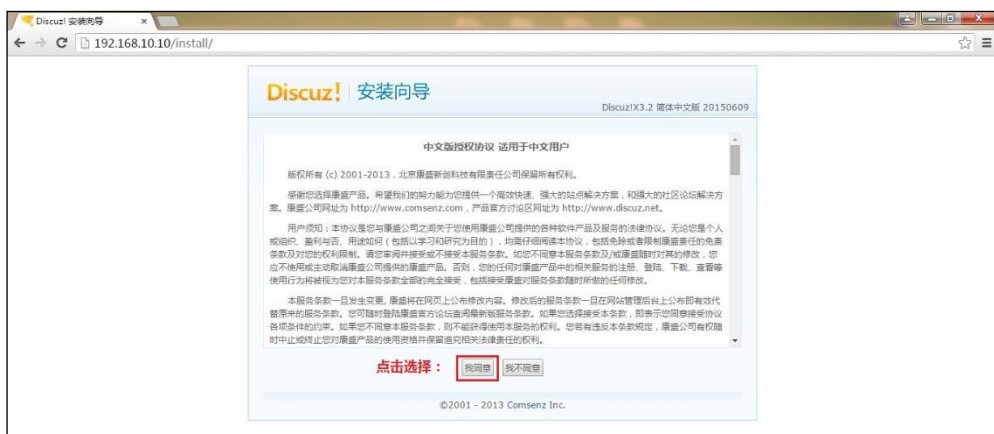 Discuz! 安装向导
192.168.10.10/install/
Discuz! 安装向导
Discuz!X3.2 简体中文版 20150609
中文版授权协议 适用于中文用户
版权所有 (c) 2001-2013，北京康盛新创科技有限责任公司保留所有权利。
感谢您选择康盛产品。希望我们的努力能为您提供一个高效快速、强大的站点解决方案，和强大的社区论坛解决方
案。康盛公司网址为 http://www.comsenz.com，产品官方讨论区网址为 http://www.discuz.net。
用户须知：本协议是您与康盛公司之间关于您使用康盛公司提供的各种软件产品及服务的法律协议。无论您是个人
或组织、盈利与否、用途如何（包括以学习和研究为目的），均需仔细阅读本协议，包括免除或者限制康盛责任的免责
条款及对您的权利限制。请您审阅并接受或不接受本服务条款。如您不同意本服务条款及/或康盛随时对其的修改，您
应不使用或主动取消康盛公司提供的康盛产品。否则，您的任何对康盛产品中的相关服务的注册、登陆、下载、查看等
使用行为将被视为您对本服务条款全部的完全接受，包括接受康盛对服务条款随时所做的任何修改。
本服务条款一旦发生变更, 康盛将在网页上公布修改内容。修改后的服务条款一旦在网站管理后台上公布即有效代
替原来的服务条款。您可随时登陆康盛官方论坛查阅最新版服务条款。如果您选择接受本条款，即表示您同意接受协议
各项条件的约束。如果您不同意本服务条款，则不能获得使用本服务的权利。您若有违反本条款规定，康盛公司有权随
时中止或终止您对康盛产品的使用资格并保留追究相关法律责任的权利。
点击选择： 我同意 我不同意
©2001 - 2013 Comsenz Inc.